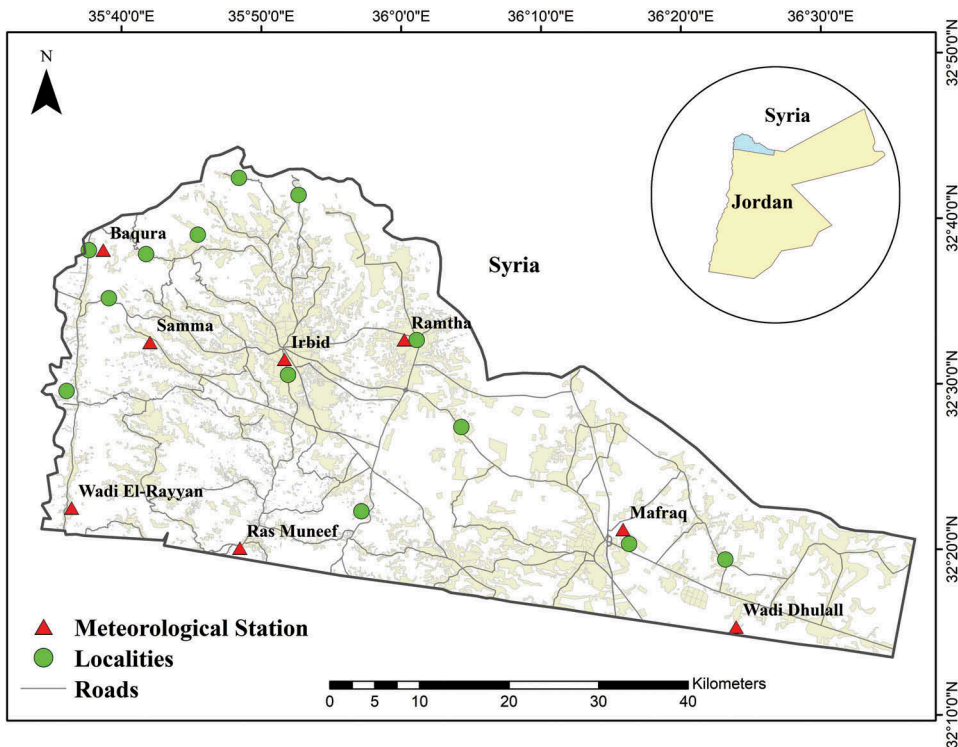 35°40'0"E
35°50'0"E
36°0'0"E
36°10'0"E
36°20'0"E
36°30'0"E
32°50'0"N
32°40'0"N
32°30'0"N
32°20'0"N
32°10'0"N
N
Syria
Jordan
Baqura
Syria
Samma
Irbid
Ramtha
Wadi El-Rayyan
Ras Muneef
Mafraq
Wadi Dhulall
Meteorological Station
Localities
Roads
Kilometers
0 5 10 20 30 40